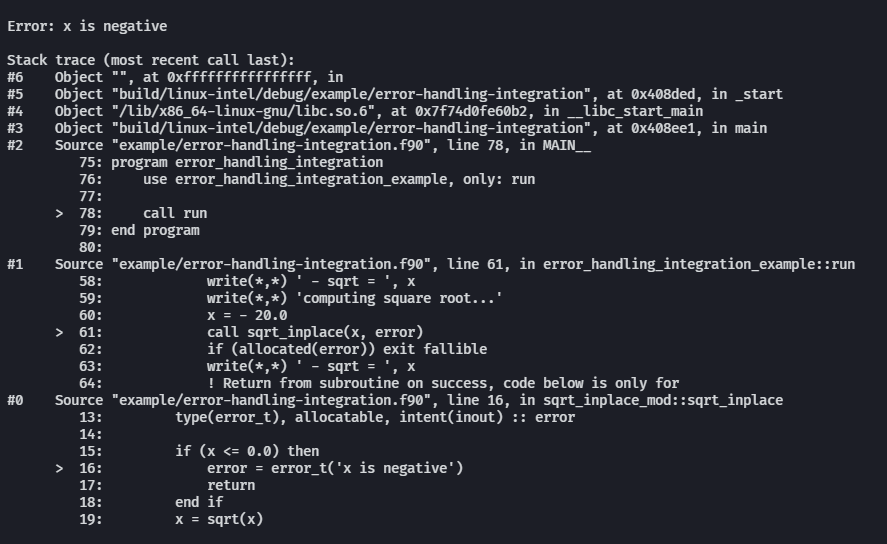 Error: x is negative

Stack trace (most recent call last):
#6    Object "", at 0xffffffffffffffff, in
#5    Object "build/linux-intel/debug/example/error-handling-integration", at 0x408ded, in _start
#4    Object "/lib/x86_64-linux-gnu/libc.so.6", at 0x7f74d0fe60b2, in __libc_start_main
#3    Object "build/linux-intel/debug/example/error-handling-integration", at 0x408ee1, in main
#2    Source "example/error-handling-integration.f90", line 78, in MAIN__
         75: program error_handling_integration
         76:     use error_handling_integration_example, only: run
         77:
      >  78:     call run
         79: end program
         80:
#1    Source "example/error-handling-integration.f90", line 61, in error_handling_integration_example::run
         58:             write(*,*) ' - sqrt = ', x
         59:             write(*,*) 'computing square root...'
         60:             x = - 20.0
      >  61:             call sqrt_inplace(x, error)
         62:             if (allocated(error)) exit fallible
         63:             write(*,*) ' - sqrt = ', x
         64:             ! Return from subroutine on success, code below is only for
#0    Source "example/error-handling-integration.f90", line 16, in sqrt_inplace_mod::sqrt_inplace
         13:         type(error_t), allocatable, intent(inout) :: error
         14:
         15:         if (x <= 0.0) then
      >  16:             error = error_t('x is negative')
         17:             return
         18:         end if
         19:         x = sqrt(x)